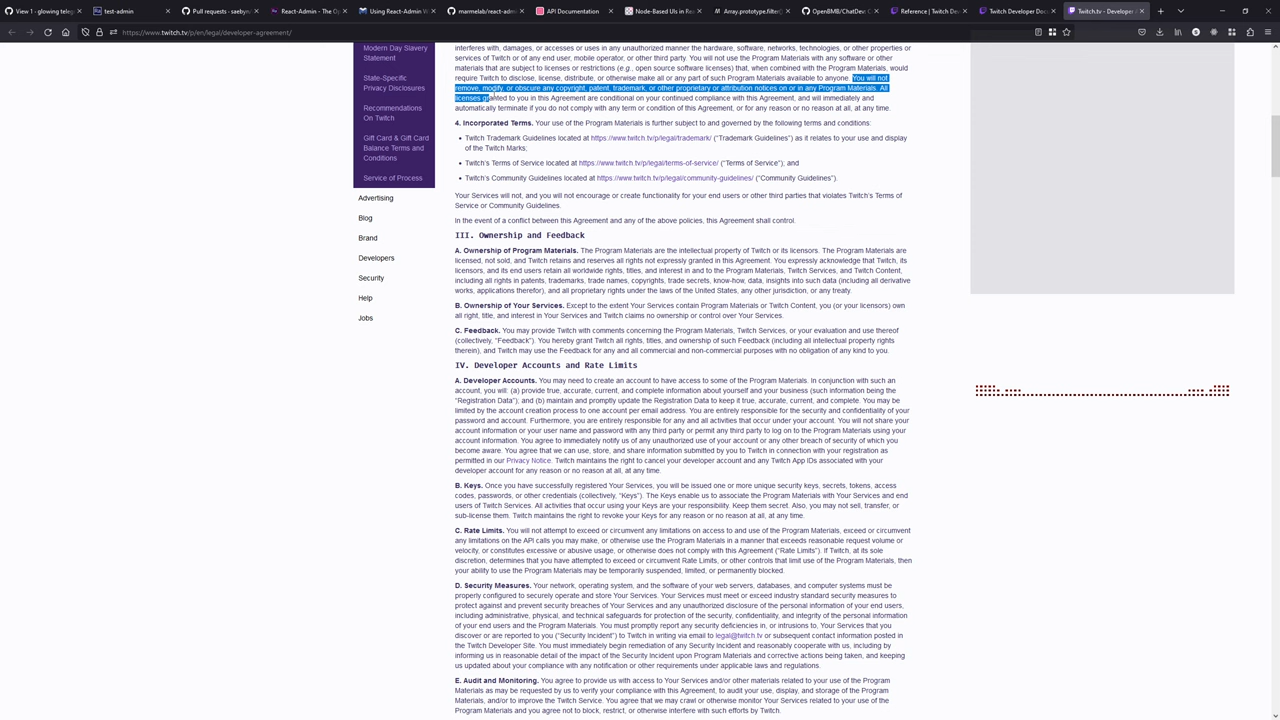 View 1 - glowing teleg
test-admin
Pull requests - saebyn/
React-Admin - The
Using React-Admin W
marmelab/react-admi
API Documentation
Node-Based UIs in Re
Array.prototype.filter()
OpenBMB/ChatDev: C
Reference | Twitch Dev
Twitch Developer Doc
Twitch.tv - Developer A
https://www.twitch.tv/p/en/legal/developer-agreement/
Modern Day Slavery
Statement
State-Specific
Privacy Disclosures
Recommendations
On Twitch
Gift Card & Gift Card
Balance Terms and
Conditions
Service of Process
Advertising
Blog
Brand
Developers
Security
Help
Jobs
interferes with, damages, or accesses or uses in any unauthorized manner the hardware, software, networks, technologies, or other properties
or services of Twitch or of any end user, mobile operator, or other third party. You will not use the Program Materials with any software or other
materials that are subject to licenses or restrictions (e.g., open source software licenses) that, when combined with the Program Materials, would
require Twitch to disclose, license, distribute, or otherwise make all or any part of such Program Materials available to anyone. You will not
remove, modify, or obscure any copyright, patent, trademark, or other proprietary or attribution notices on or in any Program Materials. All
licenses granted to you in this Agreement are conditional on your continued compliance with this Agreement, and will immediately and
automatically terminate if you do not comply with any term or condition of this Agreement, or for any reason or no reason at all, at any time.
4. Incorporated Terms. Your use of the Program Materials is further subject to and governed by the following terms and conditions:
• Twitch Trademark Guidelines located at https://www.twitch.tv/p/legal/trademark/ ("Trademark Guidelines") as it relates to your use and display
of the Twitch Marks;
• Twitch's Terms of Service located at https://www.twitch.tv/p/legal/terms-of-service/ ("Terms of Service"); and
• Twitch's Community Guidelines located at https://www.twitch.tv/p/legal/community-guidelines/ ("Community Guidelines").
Your Services will not, and you will not encourage or create functionality for your end users or other third parties that violates Twitch's Terms of
Service or Community Guidelines.
In the event of a conflict between this Agreement and any of the above policies, this Agreement shall control.
III. Ownership and Feedback
A. Ownership of Program Materials. The Program Materials are the intellectual property of Twitch or its licensors. The Program Materials are
licensed, not sold, and Twitch retains and reserves all rights not expressly granted in this Agreement. You expressly acknowledge that Twitch, its
licensors, and its end users retain all worldwide rights, titles, and interest in and to the Program Materials, Twitch Services, and Twitch Content,
including all rights in patents, trademarks, trade names, copyrights, trade secrets, know-how, data, insights into such data (including all derivative
works, applications therefor), and all proprietary rights under the laws of the United States, any other jurisdiction, or any treaty.
B. Ownership of Your Services. Except to the extent Your Services contain Program Materials or Twitch Content, you (or your licensors) own
all right, title, and interest in Your Services and Twitch claims no ownership or control over Your Services.
C. Feedback. You may provide Twitch with comments concerning the Program Materials, Twitch Services, or your evaluation and use thereof
(collectively, "Feedback"). You hereby grant Twitch all rights, titles, and ownership of such Feedback (including all intellectual property rights
therein), and Twitch may use the Feedback for any and all commercial and non-commercial purposes with no obligation of any kind to you.
IV. Developer Accounts and Rate Limits
A. Developer Accounts. You may need to create an account to have access to some of the Program Materials. In conjunction with such an
account, you will: (a) provide true, accurate, current, and complete information about yourself and your business (such information being the
"Registration Data"); and (b) maintain and promptly update the Registration Data to keep it true, accurate, current, and complete. You may be
limited by the account creation process to one account per email address. You are entirely responsible for the security and confidentiality of your
password and account. Furthermore, you are entirely responsible for any and all activities that occur under your account. You will not share your
account information or your user name and password with any third party or permit any third party to log on to the Program Materials using your
account information. You agree to immediately notify us of any unauthorized use of your account or any other breach of security of which you
become aware. You agree that we can use, store, and share information submitted by you to Twitch in connection with your registration as
permitted in our Privacy Notice. Twitch maintains the right to cancel your developer account and any Twitch App IDs associated with your
developer account for any reason or no reason at all, at any time.
B. Keys. Once you have successfully registered Your Services, you will be issued one or more unique security keys, secrets, tokens, access
codes, passwords, or other credentials (collectively, "Keys"). The Keys enable us to associate the Program Materials with Your Services and end
users of Twitch Services. All activities that occur using your Keys are your responsibility. Keep them secret. Also, you may not sell, transfer, or
sub-license them. Twitch maintains the right to revoke your Keys for any reason or no reason at all, at any time.
C. Rate Limits. You will not attempt to exceed or circumvent any limitations on access to and use of the Program Materials, exceed or circumvent
any limitations on the API calls you may make, or otherwise use the Program Materials in a manner that exceeds reasonable request volume or
velocity, or constitutes excessive or abusive usage, or otherwise does not comply with this Agreement ("Rate Limits"). If Twitch, at its sole
discretion, determines that you have attempted to exceed or circumvent Rate Limits, or other controls that limit use of the Program Materials, then
your ability to use the Program Materials may be temporarily suspended, limited, or permanently blocked.
D. Security Measures. Your network, operating system, and the software of your web servers, databases, and computer systems must be
properly configured to securely operate and store Your Services. Your Services must meet or exceed industry standard security measures to
protect against and prevent security breaches of Your Services and any unauthorized disclosure of the personal information of your end users,
including administrative, physical, and technical safeguards for protection of the security, confidentiality, and integrity of the personal information
of your end users and the Program Materials. You must promptly report any security deficiencies in, or intrusions to, Your Services that you
discover or are reported to you ("Security Incident") to Twitch in writing via email to legal@twitch.tv or subsequent contact information posted in
the Twitch Developer Site. You must immediately begin remediation of any Security Incident and reasonably cooperate with us, including by
informing us in reasonable detail of the impact of the Security Incident upon Program Materials and corrective actions being taken, and keeping
us updated about your compliance with any notification or other requirements under applicable laws and regulations.
E. Audit and Monitoring. You agree to provide us with access to Your Services and/or other materials related to your use of the Program
Materials as may be requested by us to verify your compliance with this Agreement, to audit your use, display, and storage of the Program
Materials, and/or to improve the Twitch Service. You agree that we may crawl or otherwise monitor Your Services related to your use of the
Program Materials and you agree not to block, restrict, or otherwise interfere with such efforts by Twitch.